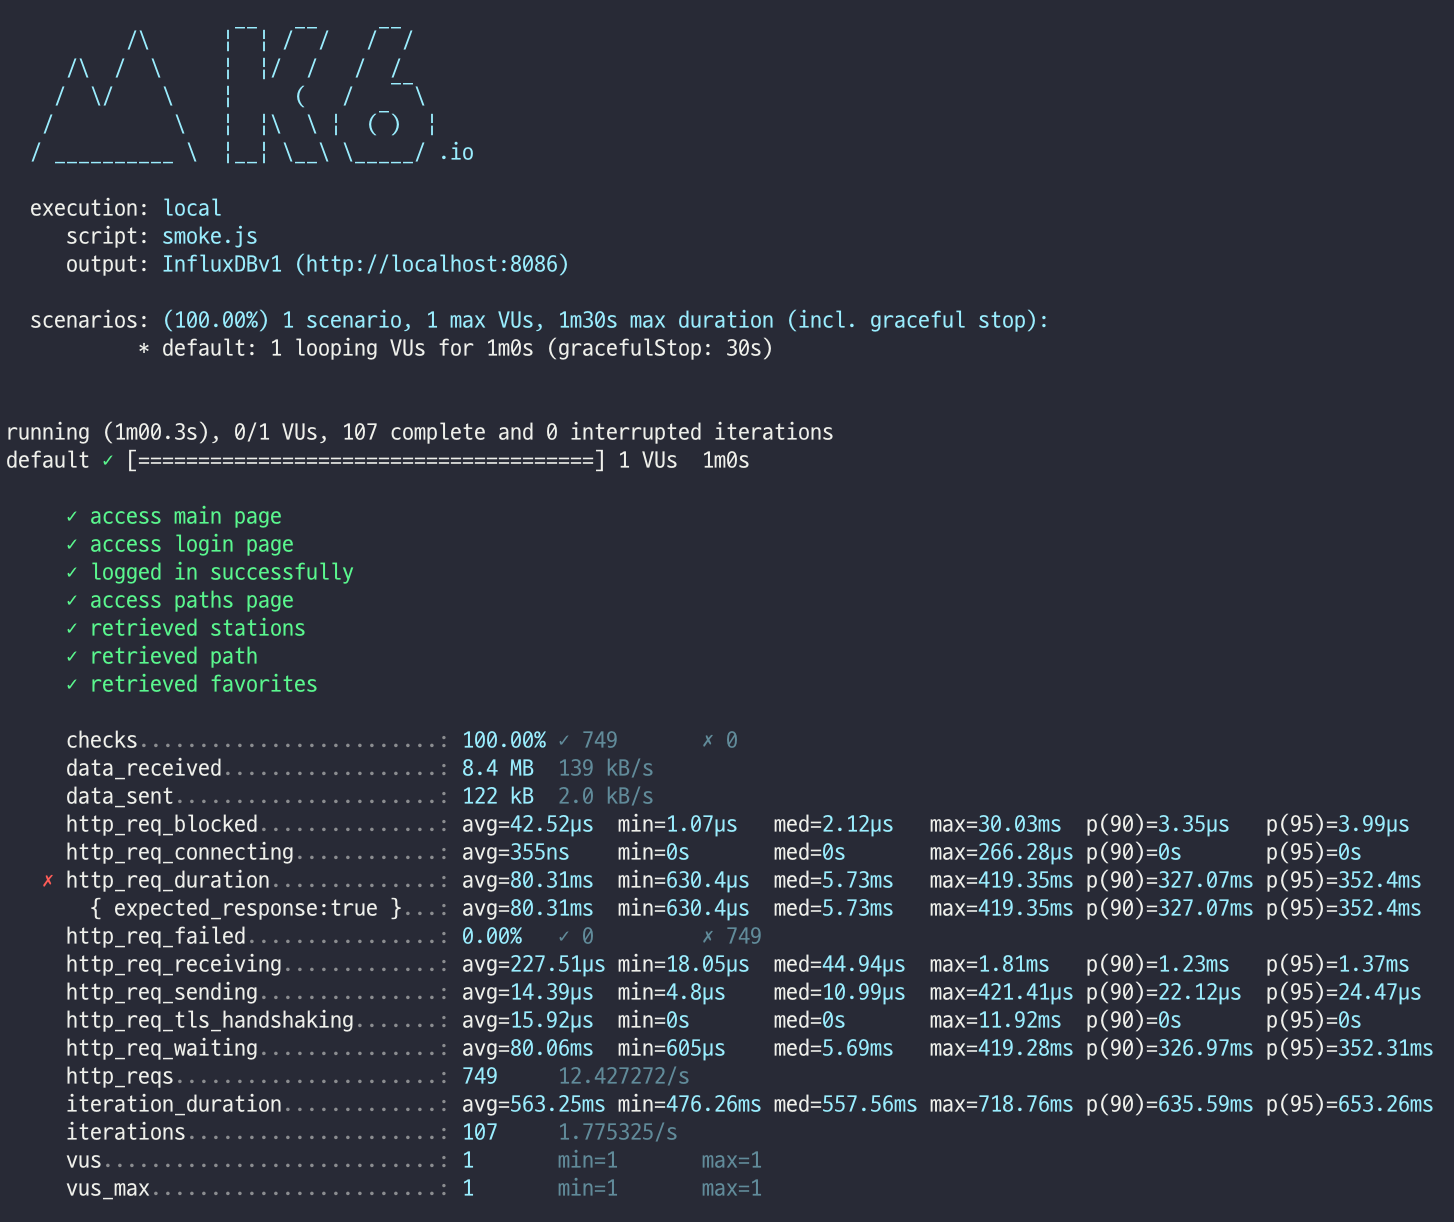 /\      |‾‾| /‾‾/   /‾‾/
     /\  /  \     |  |/  /   /  /
    /  \/    \    |     (   /   ‾‾\
   /          \   |  |\  \ |  (‾)  |
  / __________ \  |__| \__\ \_____/ .io
  execution: local
     script: smoke.js
     output: InfluxDBv1 (http://localhost:8086)
  scenarios: (100.00%) 1 scenario, 1 max VUs, 1m30s max duration (incl. graceful stop):
           * default: 1 looping VUs for 1m0s (gracefulStop: 30s)
running (1m00.3s), 0/1 VUs, 107 complete and 0 interrupted iterations
default ✓ [======================================] 1 VUs  1m0s
     ✓ access main page
     ✓ access login page
     ✓ logged in successfully
     ✓ access paths page
     ✓ retrieved stations
     ✓ retrieved path
     ✓ retrieved favorites
     checks.........................: 100.00% ✓ 749       ✗ 0
     data_received..................: 8.4 MB  139 kB/s
     data_sent......................: 122 kB  2.0 kB/s
     http_req_blocked...............: avg=42.52µs  min=1.07µs   med=2.12µs   max=30.03ms  p(90)=3.35µs   p(95)=3.99µs
     http_req_connecting............: avg=355ns    min=0s       med=0s       max=266.28µs p(90)=0s       p(95)=0s
   ✗ http_req_duration..............: avg=80.31ms  min=630.4µs  med=5.73ms   max=419.35ms p(90)=327.07ms p(95)=352.4ms
       { expected_response:true }...: avg=80.31ms  min=630.4µs  med=5.73ms   max=419.35ms p(90)=327.07ms p(95)=352.4ms
     http_req_failed................: 0.00%   ✓ 0         ✗ 749
     http_req_receiving.............: avg=227.51µs min=18.05µs  med=44.94µs  max=1.81ms   p(90)=1.23ms   p(95)=1.37ms
     http_req_sending...............: avg=14.39µs  min=4.8µs    med=10.99µs  max=421.41µs p(90)=22.12µs  p(95)=24.47µs
     http_req_tls_handshaking.......: avg=15.92µs  min=0s       med=0s       max=11.92ms  p(90)=0s       p(95)=0s
     http_req_waiting...............: avg=80.06ms  min=605µs    med=5.69ms   max=419.28ms p(90)=326.97ms p(95)=352.31ms
     http_reqs......................: 749     12.427272/s
     iteration_duration.............: avg=563.25ms min=476.26ms med=557.56ms max=718.76ms p(90)=635.59ms p(95)=653.26ms
     iterations.....................: 107     1.775325/s
     vus............................: 1       min=1       max=1
     vus_max........................: 1       min=1       max=1